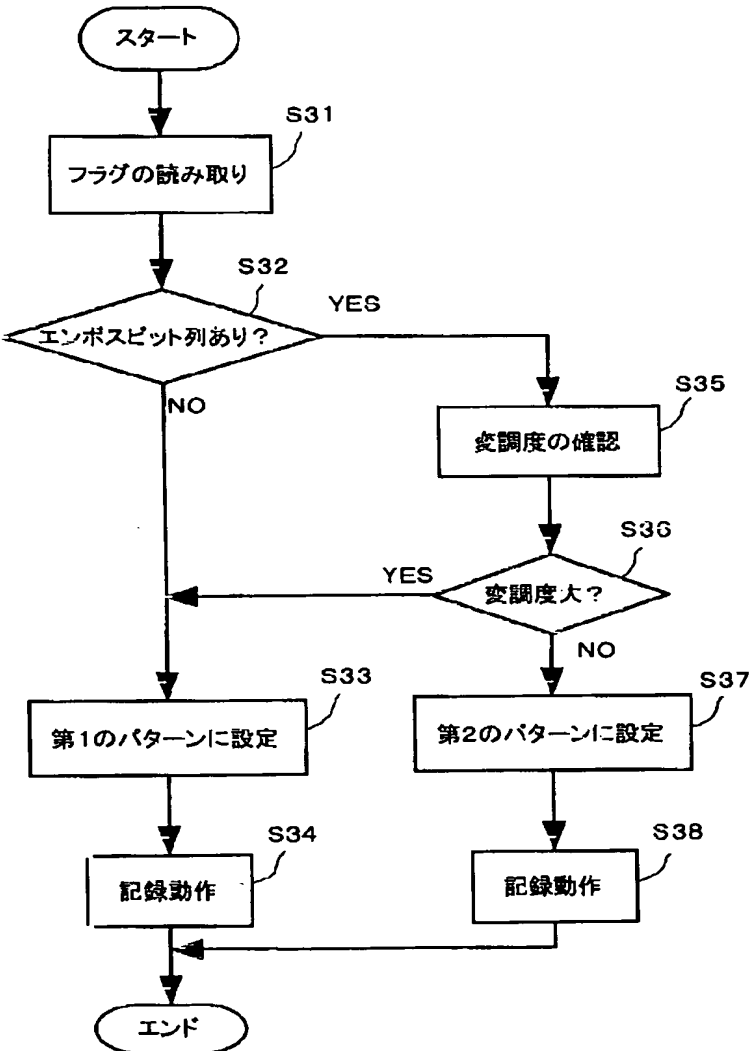 スタート
S31
フラグの読み取り
S32
エンボスピット列あり?
YES
NO
S35
変調度の確認
S36
変調度大?
YES
NO
S33
第1のパターンに設定
S37
第2のパターンに設定
S34
記録動作
S38
記録動作
エンド